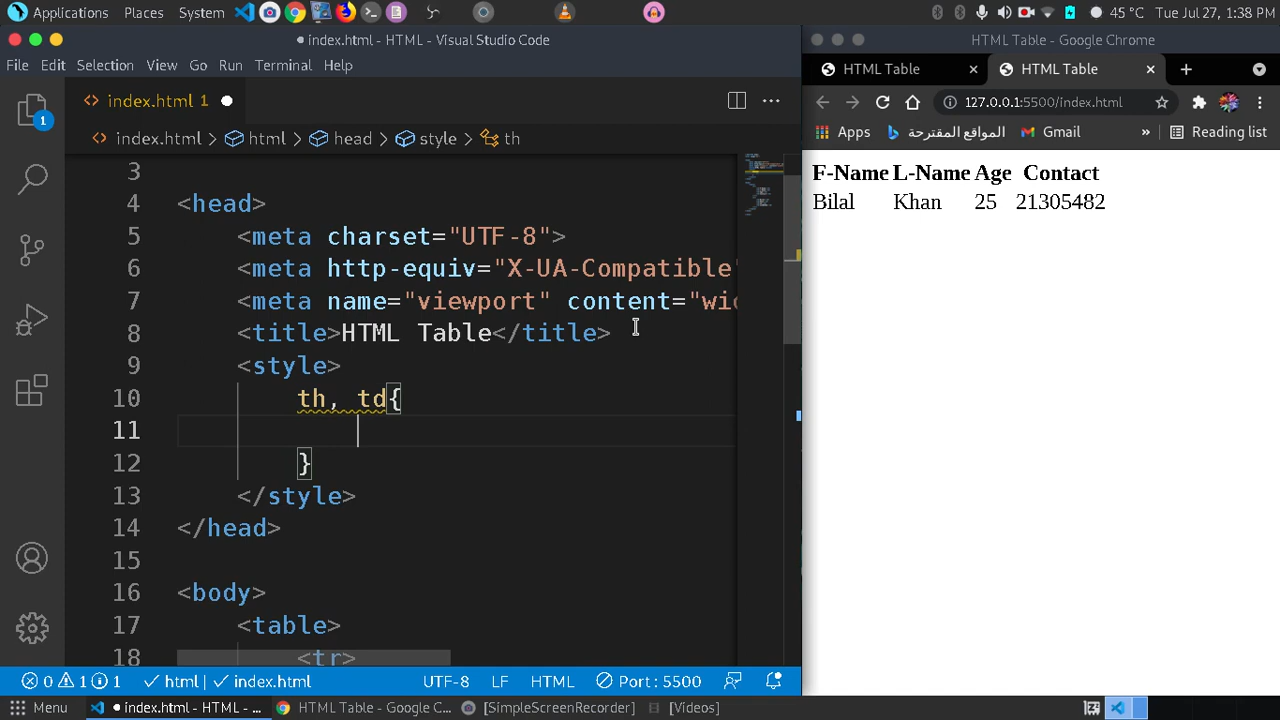 Applications Places System 45 °C Tue Jul 27, 1:38 PM
index.html - HTML - Visual Studio Code
File Edit Selection View Go Run Terminal Help
index.html 1
index.html > html > head > style > th
3
4 <head>
5 <meta charset="UTF-8">
6 <meta http-equiv="X-UA-Compatible"
7 <meta name="viewport" content="wid
8 <title>HTML Table</title>
9 <style>
10 th, td{
11
12 }
13 </style>
14 </head>
15
16 <body>
17 <table>
18 <tr>
1
0 1 1 html | index.html UTF-8 LF HTML Port : 5500
HTML Table - Google Chrome
HTML Table HTML Table
127.0.0.1:5500/index.html
Apps المواقع المقترحة Gmail » Reading list
F-Name L-Name Age Contact
Bilal Khan 25 21305482
Menu index.html - HTML - ... HTML Table - Google C... [SimpleScreenRecorder] [Videos]